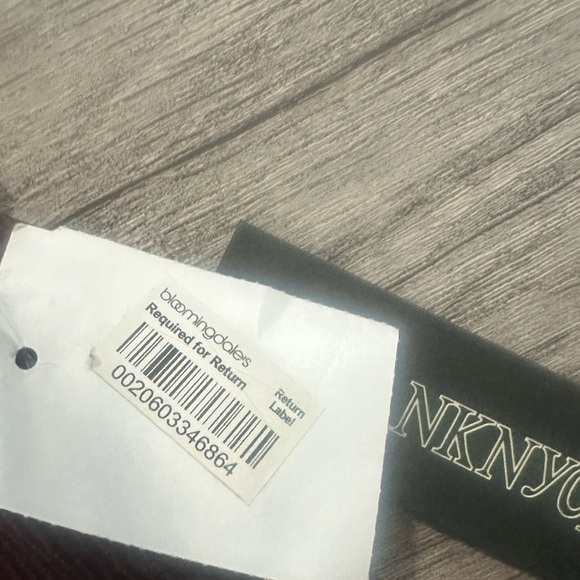 bloomingdale's
Required for Return
Return
Label
0020603346864
NKNY